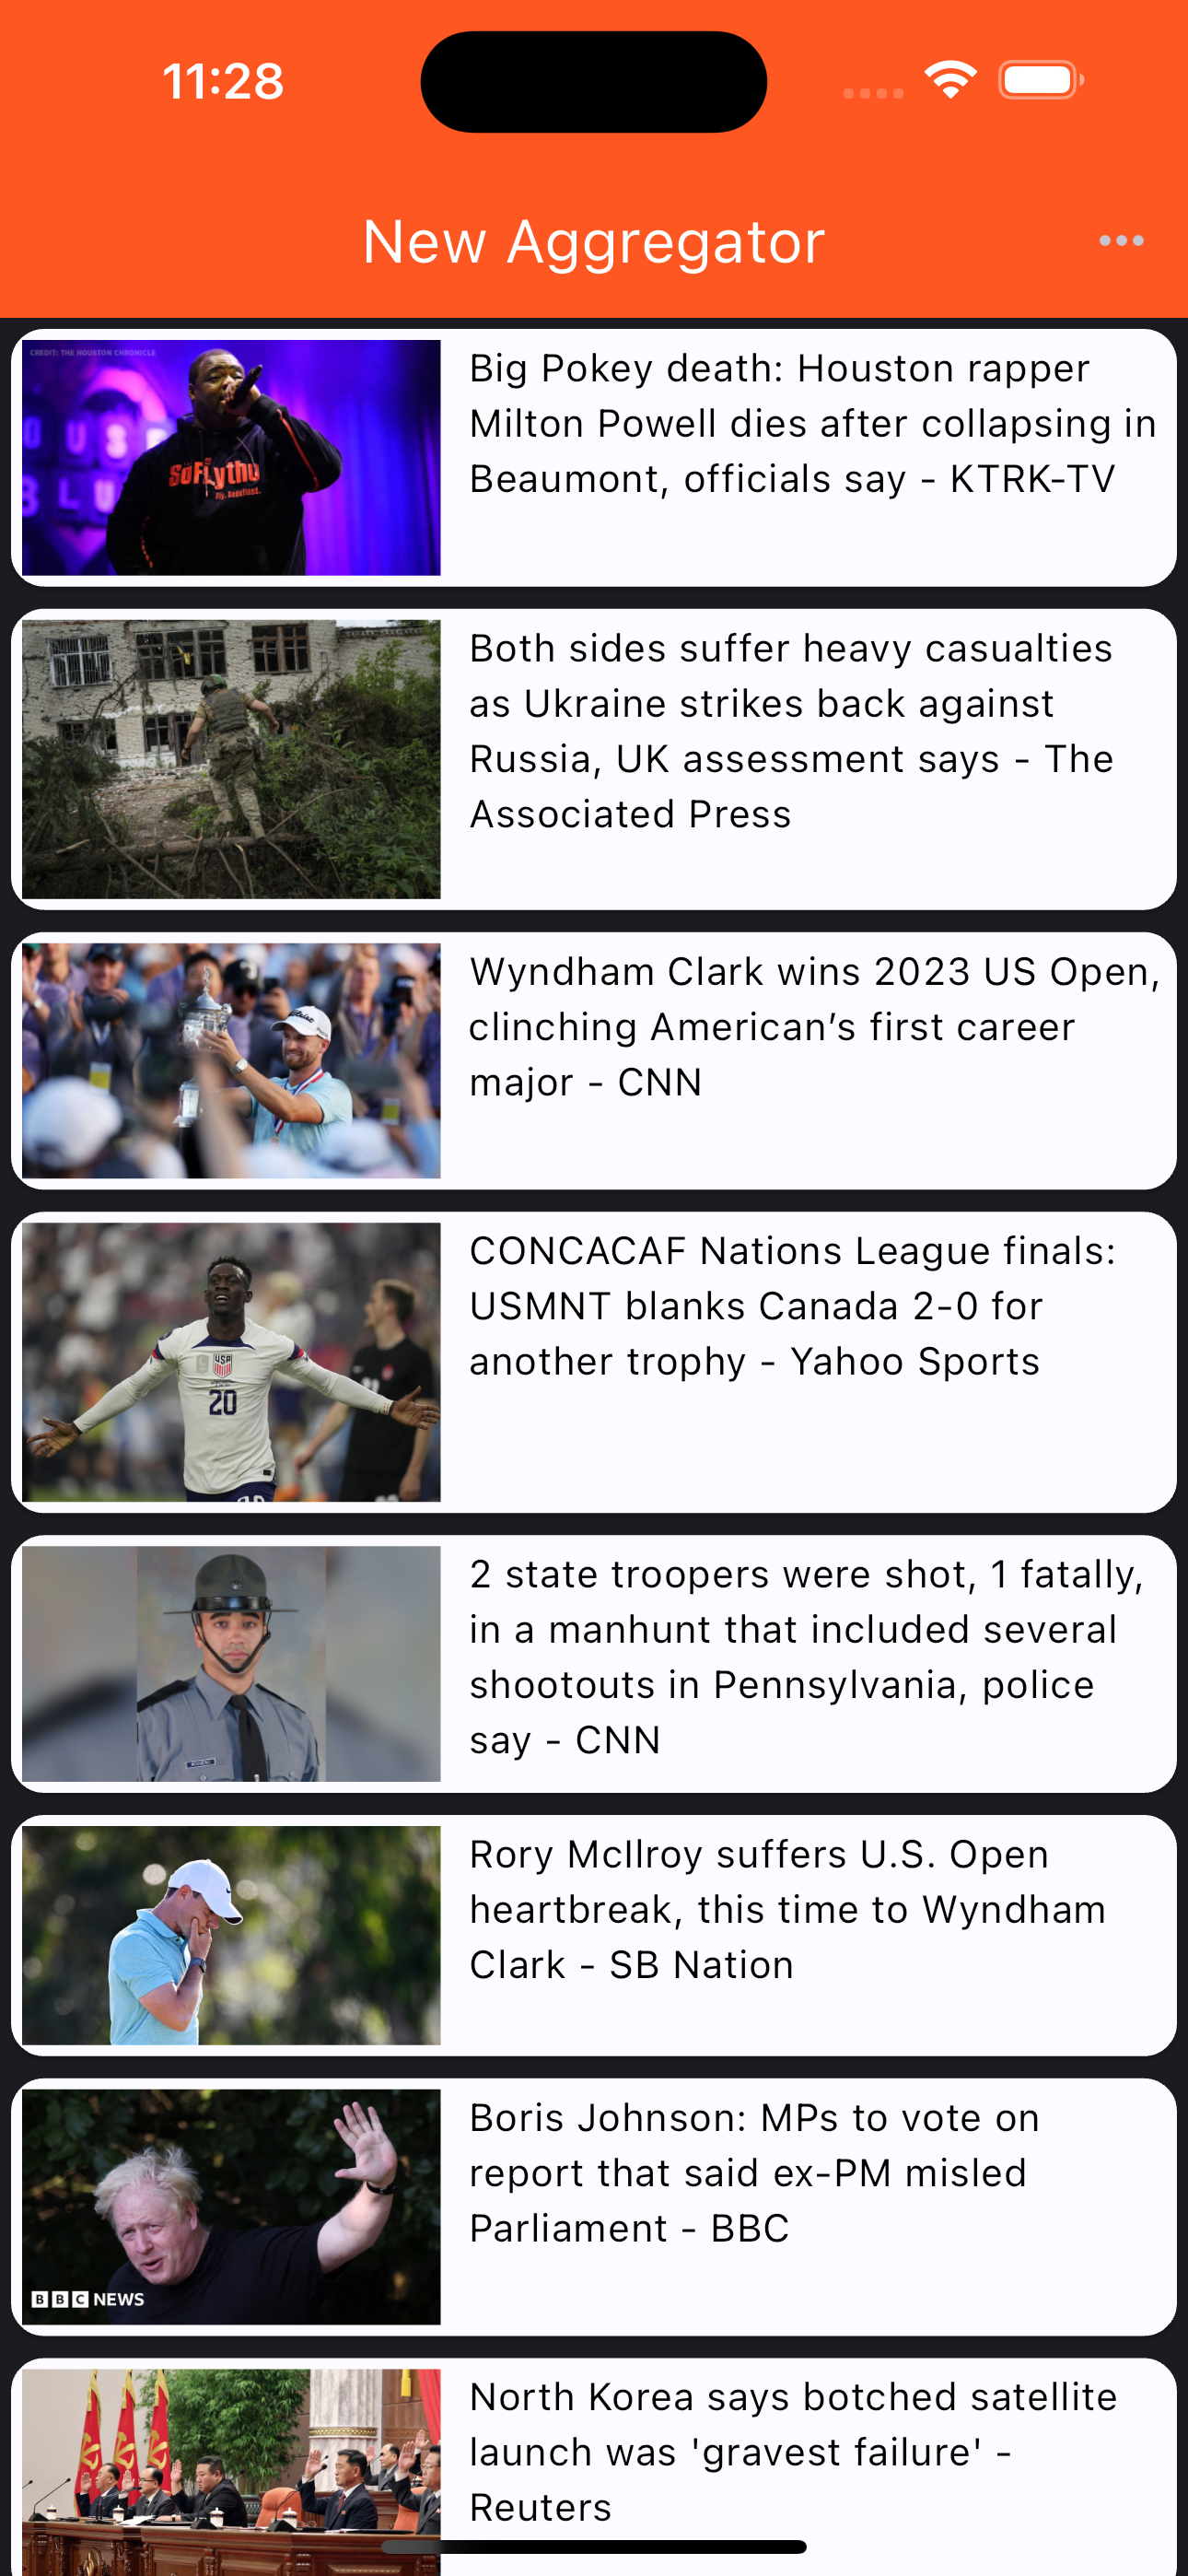 11:28
New Aggregator
CREDIT: THE HOUSTON CHRONICLE
Big Pokey death: Houston rapper
Milton Powell dies after collapsing in
Beaumont, officials say - KTRK-TV
Both sides suffer heavy casualties
as Ukraine strikes back against
Russia, UK assessment says - The
Associated Press
Wyndham Clark wins 2023 US Open,
clinching American’s first career
major - CNN
USA
20
CONCACAF Nations League finals:
USMNT blanks Canada 2-0 for
another trophy - Yahoo Sports
2 state troopers were shot, 1 fatally,
in a manhunt that included several
shootouts in Pennsylvania, police
say - CNN
Rory McIlroy suffers U.S. Open
heartbreak, this time to Wyndham
Clark - SB Nation
BBC NEWS
Boris Johnson: MPs to vote on
report that said ex-PM misled
Parliament - BBC
North Korea says botched satellite
launch was 'gravest failure' -
Reuters